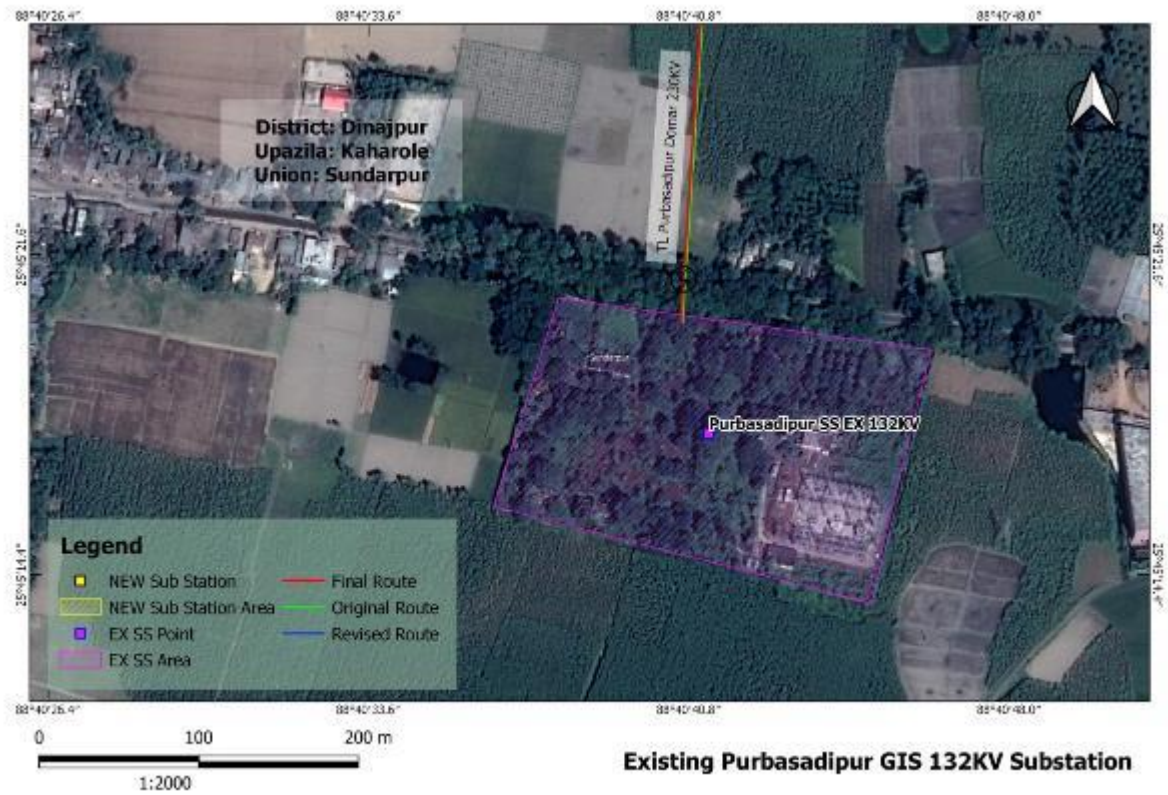 88°40'26.4"
88°40'33.6"
88°40'40.8"
88°40'48.0"
25°45'21.6"
25°45'21.6"
District: Dinajpur
Upazila: Kaharole
Union: Sundarpur
TL Purbasadipur Domar 230KV
Sundarpur
Purbasadipur SS EX 132KV
25°45'14.4"
25°45'14.4"
Legend
NEW Sub Station
Final Route
NEW Sub Station Area
Original Route
EX SS Point
Revised Route
EX SS Area
88°40'26.4"
88°40'33.6"
88°40'40.8"
88°40'48.0"
0 100 200 m
1:2000
Existing Purbasadipur GIS 132KV Substation